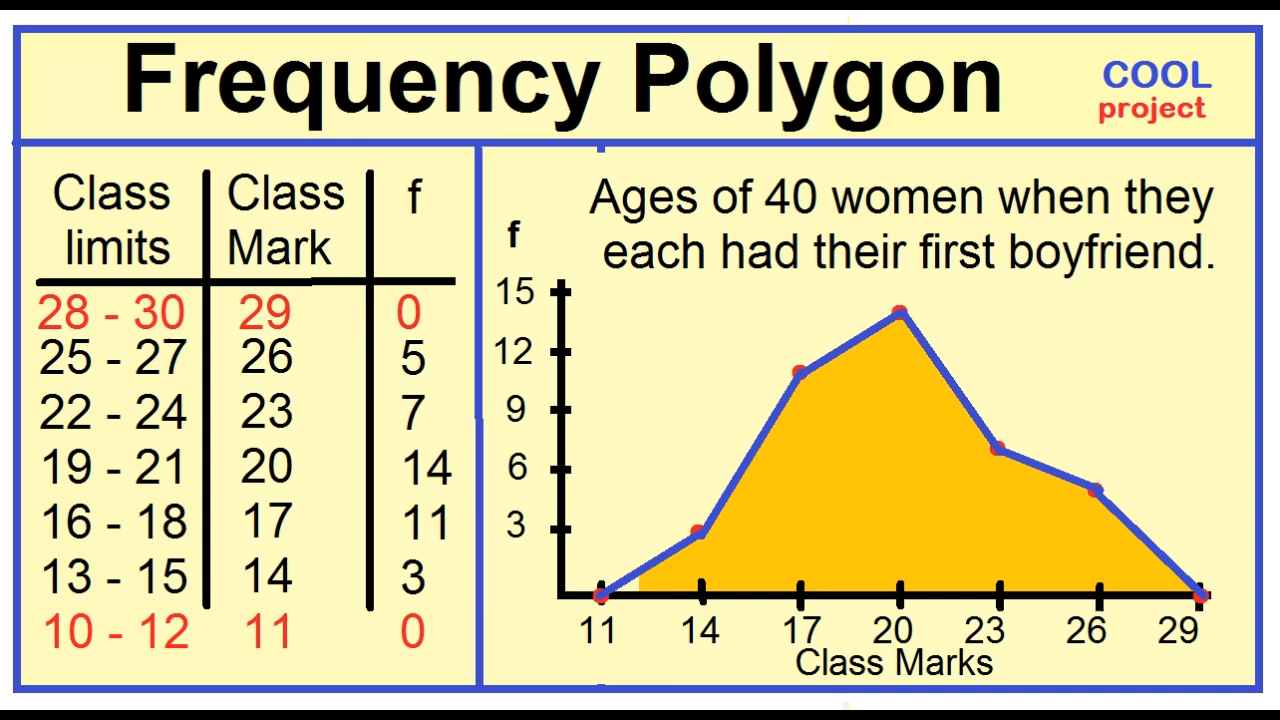 Frequency Polygon
COOL
project
Class Class f
limits Mark
28 - 30 29 0
25 - 27 26 5
22 - 24 23 7
19 - 21 20 14
16 - 18 17 11
13 - 15 14 3
10 - 12 11 0
Ages of 40 women when they
each had their first boyfriend.
f
15
12
9
6
3
11 14 17 20 23 26 29
Class Marks